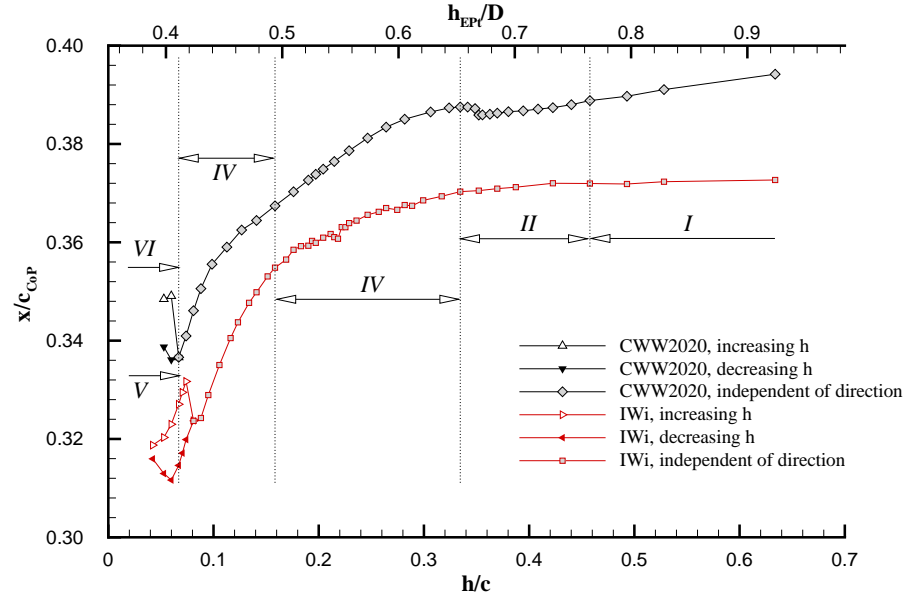 h_EPt/D
0.4 0.5 0.6 0.7 0.8 0.9
0.40
0.38
0.36
0.34
0.32
0.30
x/c_CoP
IV
VI
II
I
IV
V
CWW2020, increasing h
CWW2020, decreasing h
CWW2020, independent of direction
IWi, increasing h
IWi, decreasing h
IWi, independent of direction
0 0.1 0.2 0.3 0.4 0.5 0.6 0.7
h/c